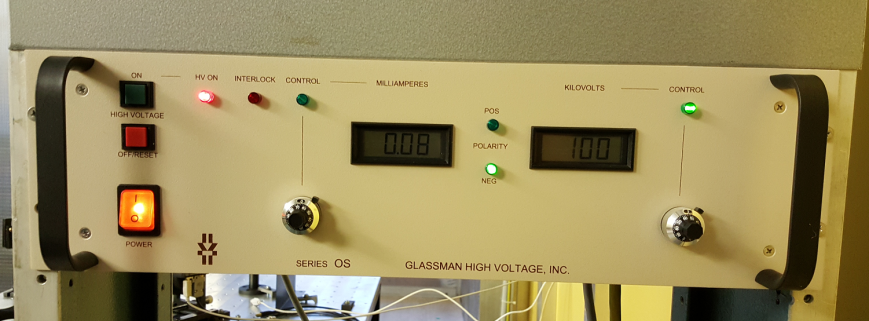 ON
HV ON
INTERLOCK
CONTROL
MILLIAMPERES
KILOVOLTS
CONTROL
HIGH VOLTAGE
OFF/RESET
POS
POLARITY
NEG
0.08
100
POWER
SERIES OS
GLASSMAN HIGH VOLTAGE, INC.